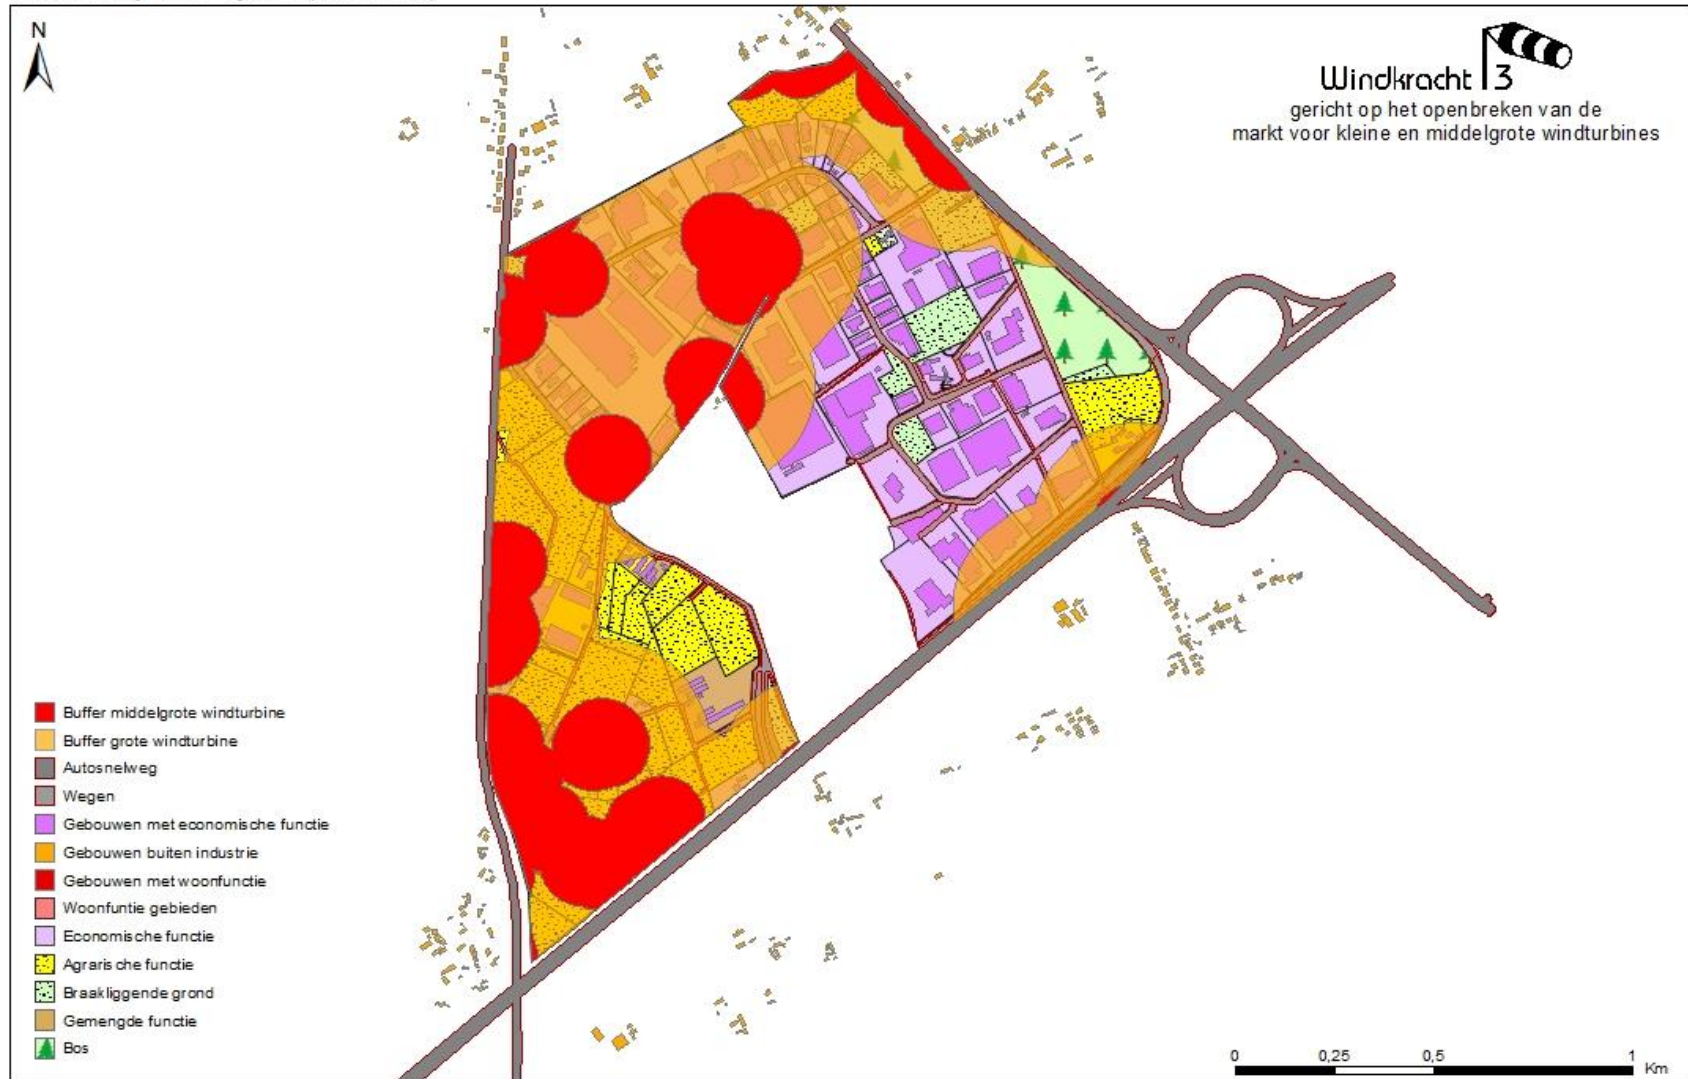 N
Windkracht 13
gericht op het openbreken van de
markt voor kleine en middelgrote windturbines
Buffer middelgrote windturbine
Buffer grote windturbine
Autosnelweg
Wegen
Gebouwen met economische functie
Gebouwen buiten industrie
Gebouwen met woonfunctie
Woonfuntie gebieden
Economische functie
Agrarische functie
Braakliggende grond
Gemengde functie
Bos
0 0,25 0,5 1
Km